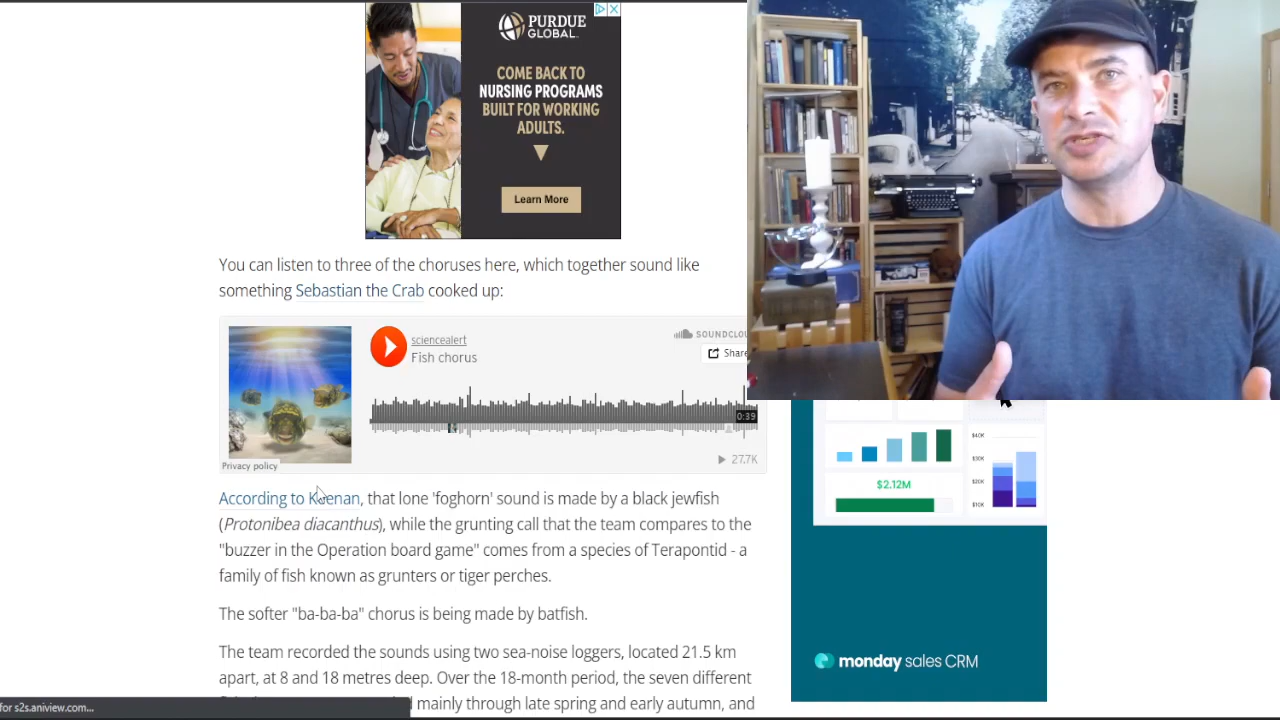 PURDUE
GLOBAL
COME BACK TO
NURSING PROGRAMS
BUILT FOR WORKING
ADULTS.
Learn More
You can listen to three of the choruses here, which together sound like
something Sebastian the Crab cooked up:
sciencealert
Fish chorus
SOUNDCLOU
Share
0:39
27.7K
Privacy policy
According to Keenan, that lone 'foghorn' sound is made by a black jewfish
(Protonibea diacanthus), while the grunting call that the team compares to the
"buzzer in the Operation board game" comes from a species of Terapontid - a
family of fish known as grunters or tiger perches.
The softer "ba-ba-ba" chorus is being made by batfish.
The team recorded the sounds using two sea-noise loggers, located 21.5 km
apart, at 8 and 18 metres deep. Over the 18-month period, the seven different
mainly through late spring and early autumn, and
for s2s.aniview.com...
$40K
$30K
$20K
$10K
$2.12M
monday sales CRM